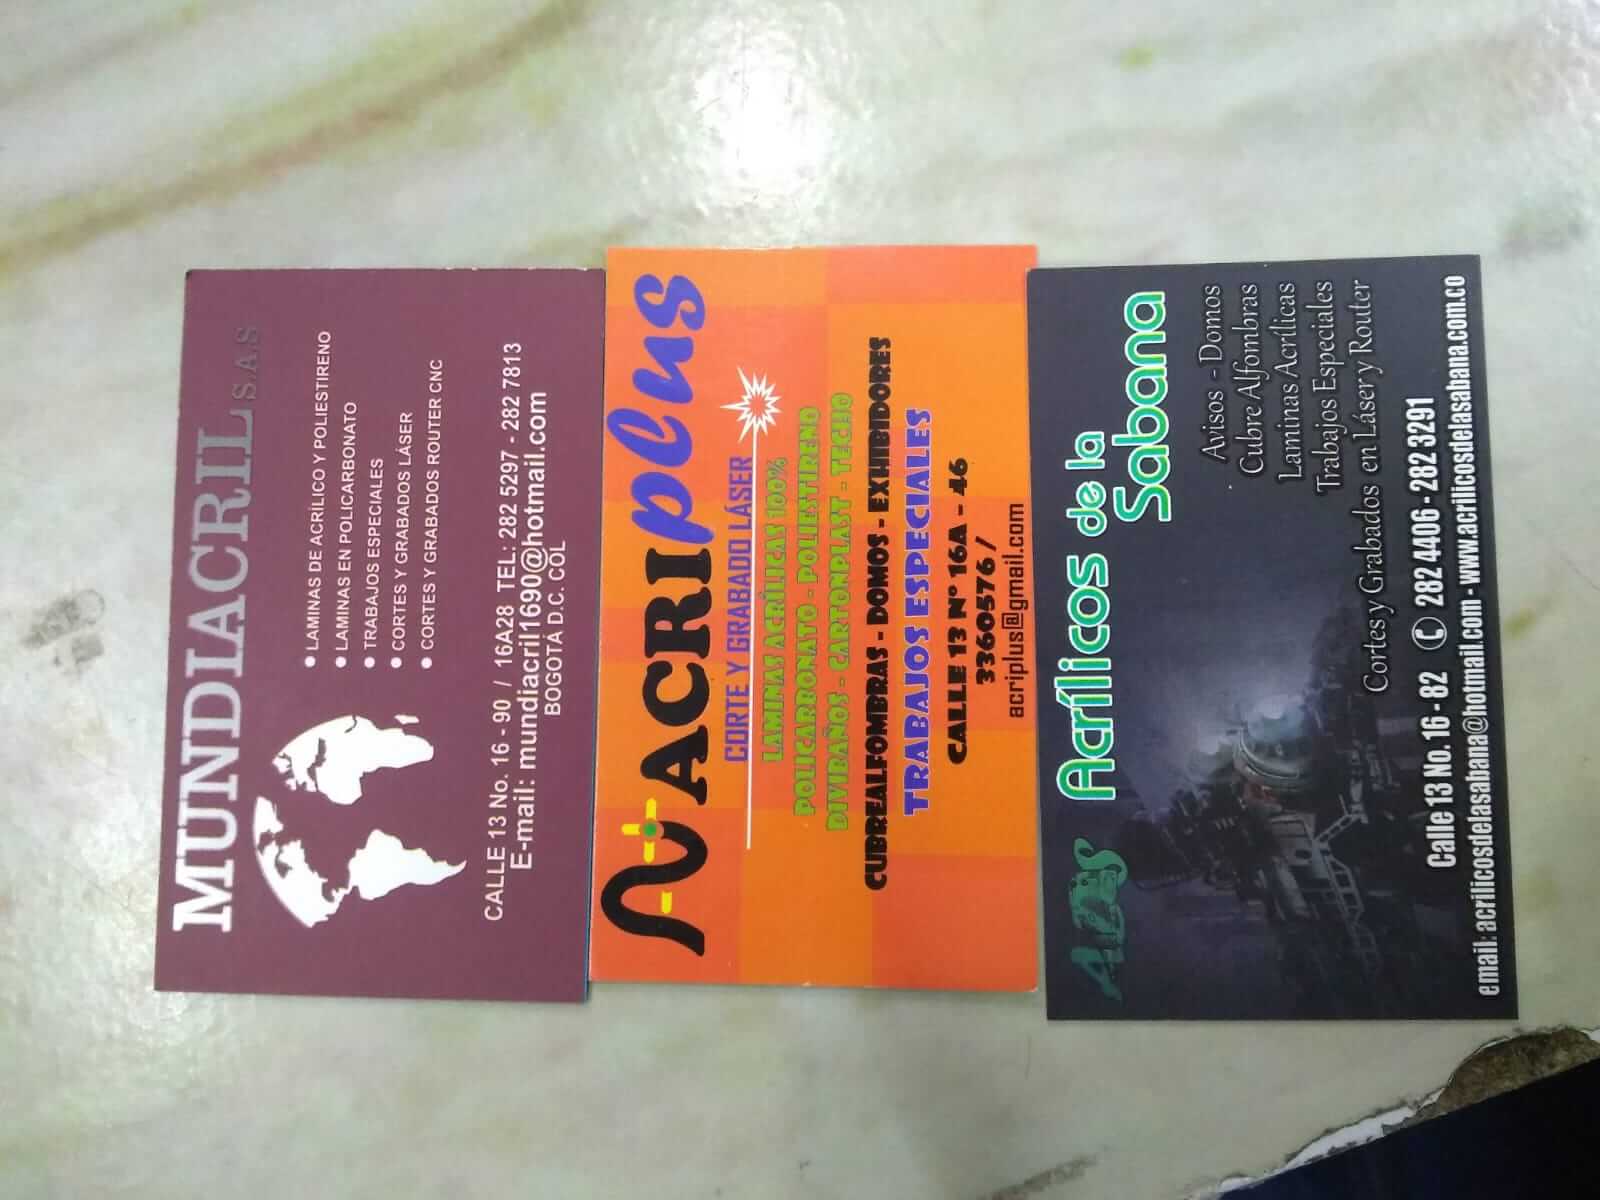 MUNDIACRIL S.A.S
• LAMINAS DE ACRÍLICO Y POLIESTIRENO
• LAMINAS EN POLICARBONATO
• TRABAJOS ESPECIALES
• CORTES Y GRABADOS LÁSER
• CORTES Y GRABADOS ROUTER CNC
CALLE 13 No. 16 - 90 / 16A28 TEL: 282 5297 - 282 7813
E-mail: mundiacril1690@hotmail.com
BOGOTÁ D.C. COL
ACRIplus
CORTE Y GRABADO LÁSER
LAMINAS ACRÍLICAS 100%
POLICARBONATO - POLIESTIRENO
DIVIBAÑOS - CARTONPLAST - TECHO
CUBREALFOMBRAS - DOMOS - EXHIBIDORES
TRABAJOS ESPECIALES
CALLE 13 Nº 16A - 46
3360576 /
acriplus@gmail.com
Acrílicos de la
Sabana
Avisos - Domos
Cubre Alfombras
Laminas Acrílicas
Trabajos Especiales
Cortes y Grabados en Láser y Router
Calle 13 No. 16 - 82 282 4406 - 282 3291
email: acrilicosdelasabana@hotmail.com - www.acrilicosdelasabana.com.co